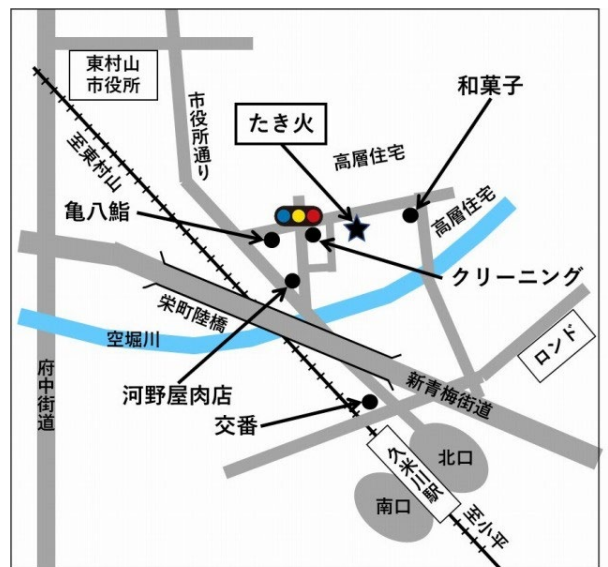 東村山
市役所
市役所通り
和菓子
たき火
高層住宅
至東村山
高層住宅
亀八鮨
クリーニング
栄町陸橋
空堀川
ロンド
府中街道
河野屋肉店
新青梅街道
交番
北口
久米川駅
南口
至小平